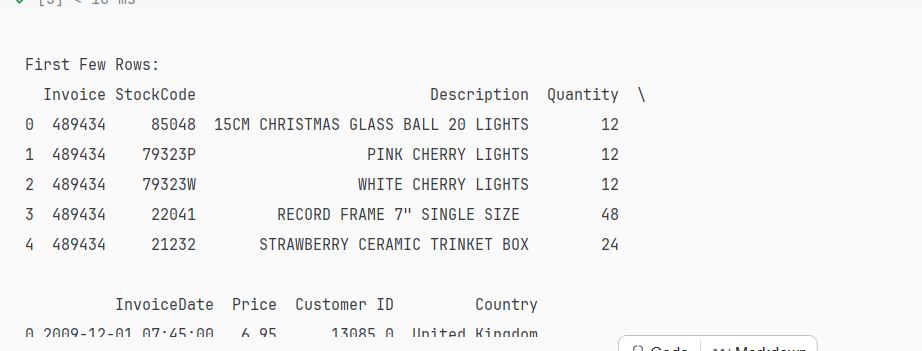 [5] < 10 ms
First Few Rows:
Invoice StockCode Description Quantity \
0 489434 85048 15CM CHRISTMAS GLASS BALL 20 LIGHTS 12
1 489434 79323P PINK CHERRY LIGHTS 12
2 489434 79323W WHITE CHERRY LIGHTS 12
3 489434 22041 RECORD FRAME 7" SINGLE SIZE 48
4 489434 21232 STRAWBERRY CERAMIC TRINKET BOX 24
InvoiceDate Price Customer ID Country
0 2009-12-01 07:45:00 6.95 13085.0 United Kingdom
Code Markdown